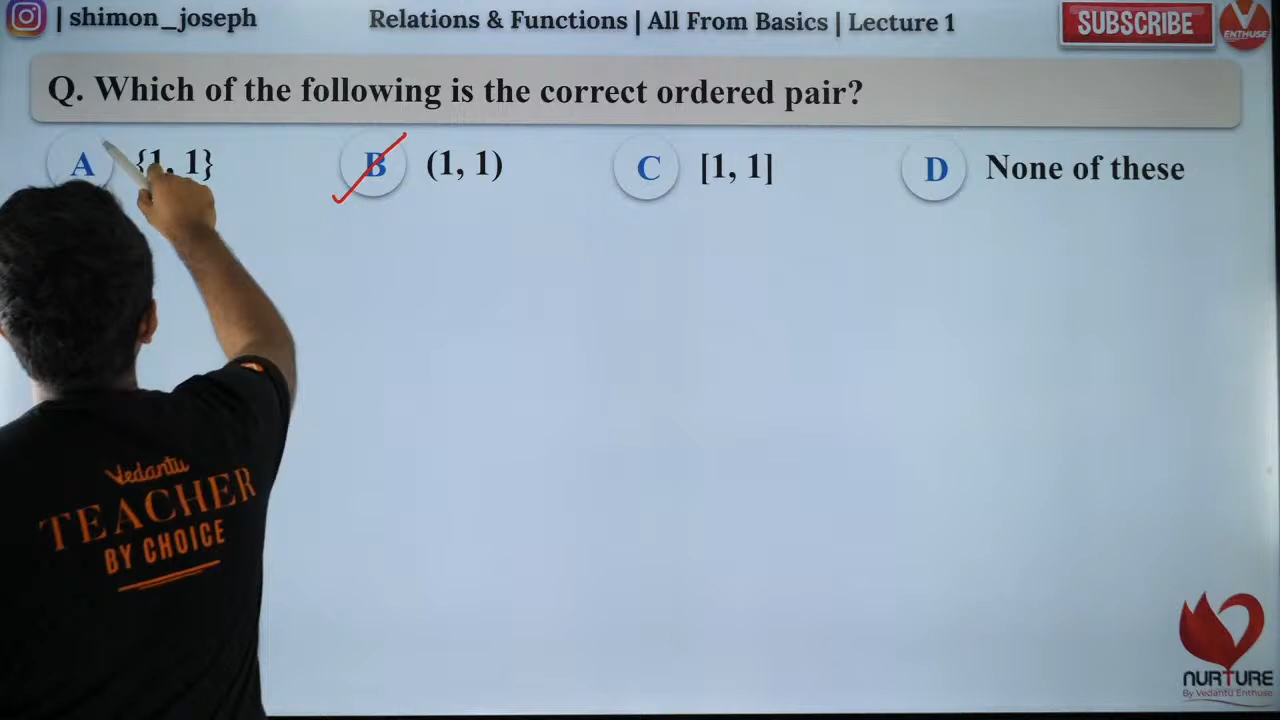 | shimon_joseph
Relations & Functions | All From Basics | Lecture 1
SUBSCRIBE
V
ENTHUSE
Q. Which of the following is the correct ordered pair?
A {1, 1}
B (1, 1)
C [1, 1]
D None of these
Vedantu
TEACHER
BY CHOICE
NURTURE
By Vedantu Enthuse